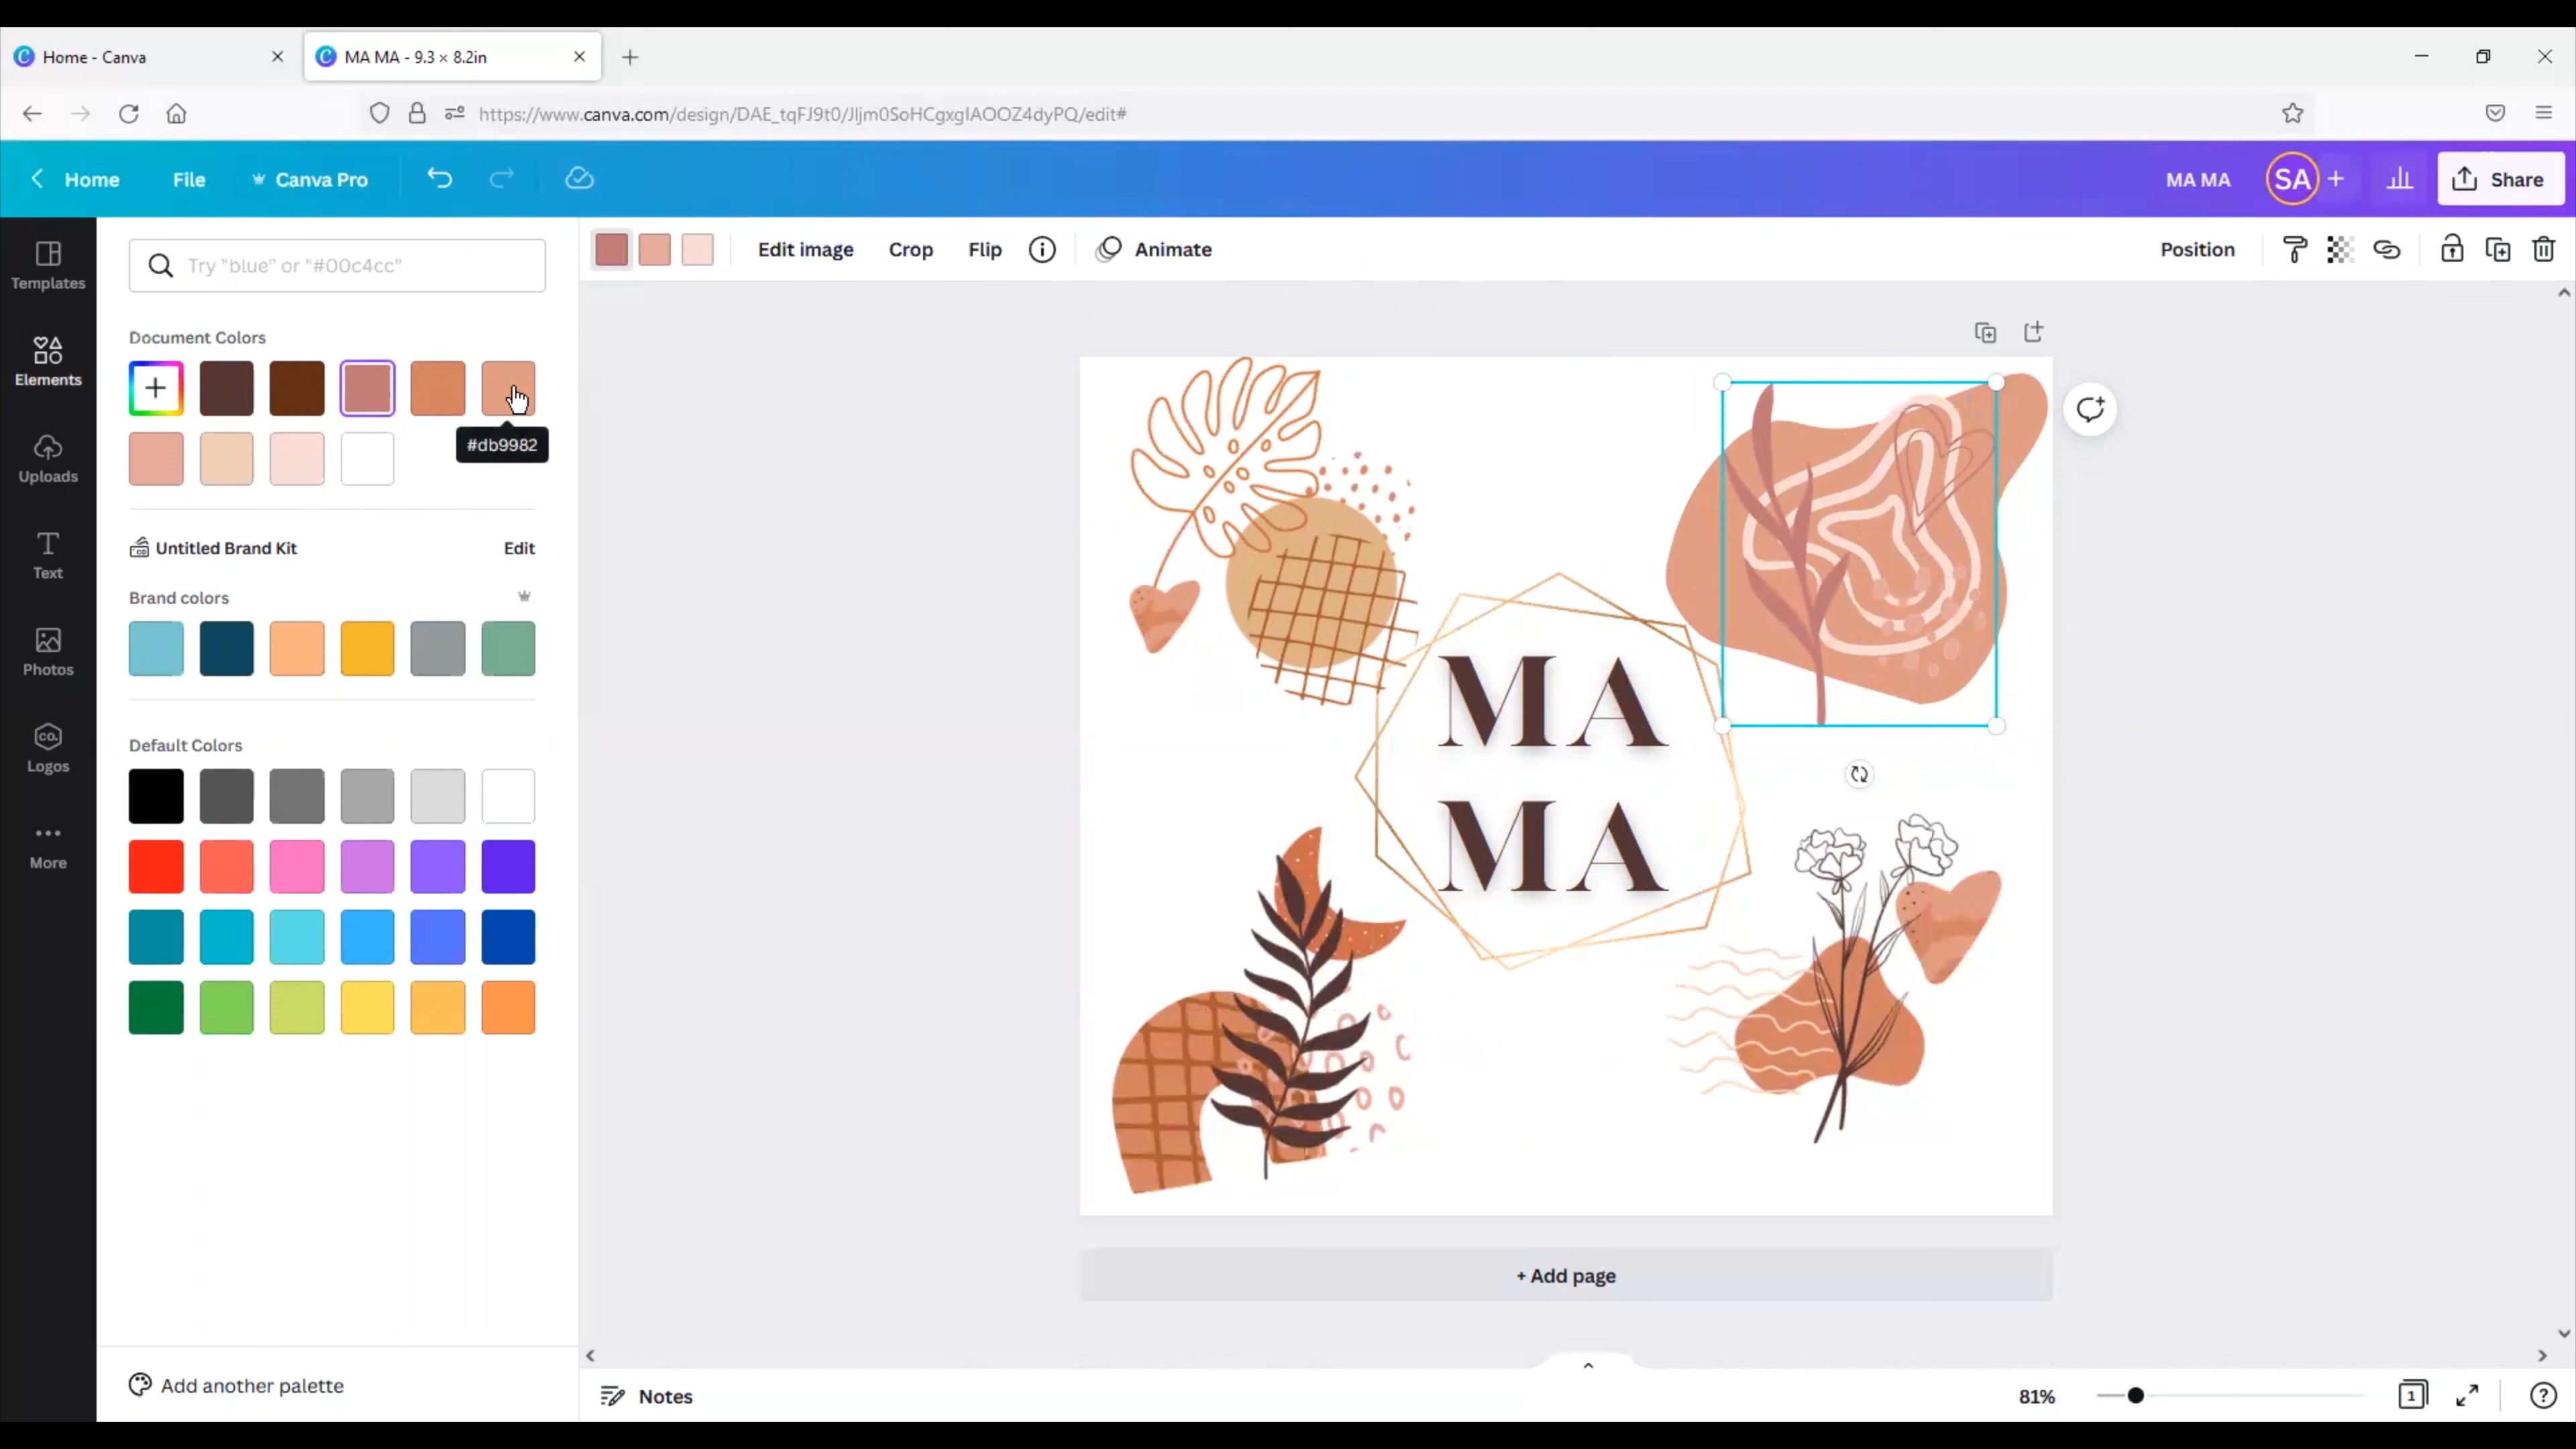 Home - Canva
MA MA - 9.3 × 8.2in
https://www.canva.com/design/DAE_tqFJ9t0/JIjm0SoHCgxgIAOOZ4dyPQ/edit#
Home
File
Canva Pro
MA MA
SA
Share
Templates
Elements
Uploads
Text
Photos
CO.
Logos
More
Try "blue" or "#00c4cc"
Document Colors
#db9982
Untitled Brand Kit
Edit
Brand colors
Default Colors
Add another palette
Edit image
Crop
Flip
Animate
Position
MA
MA
+ Add page
Notes
81%
1